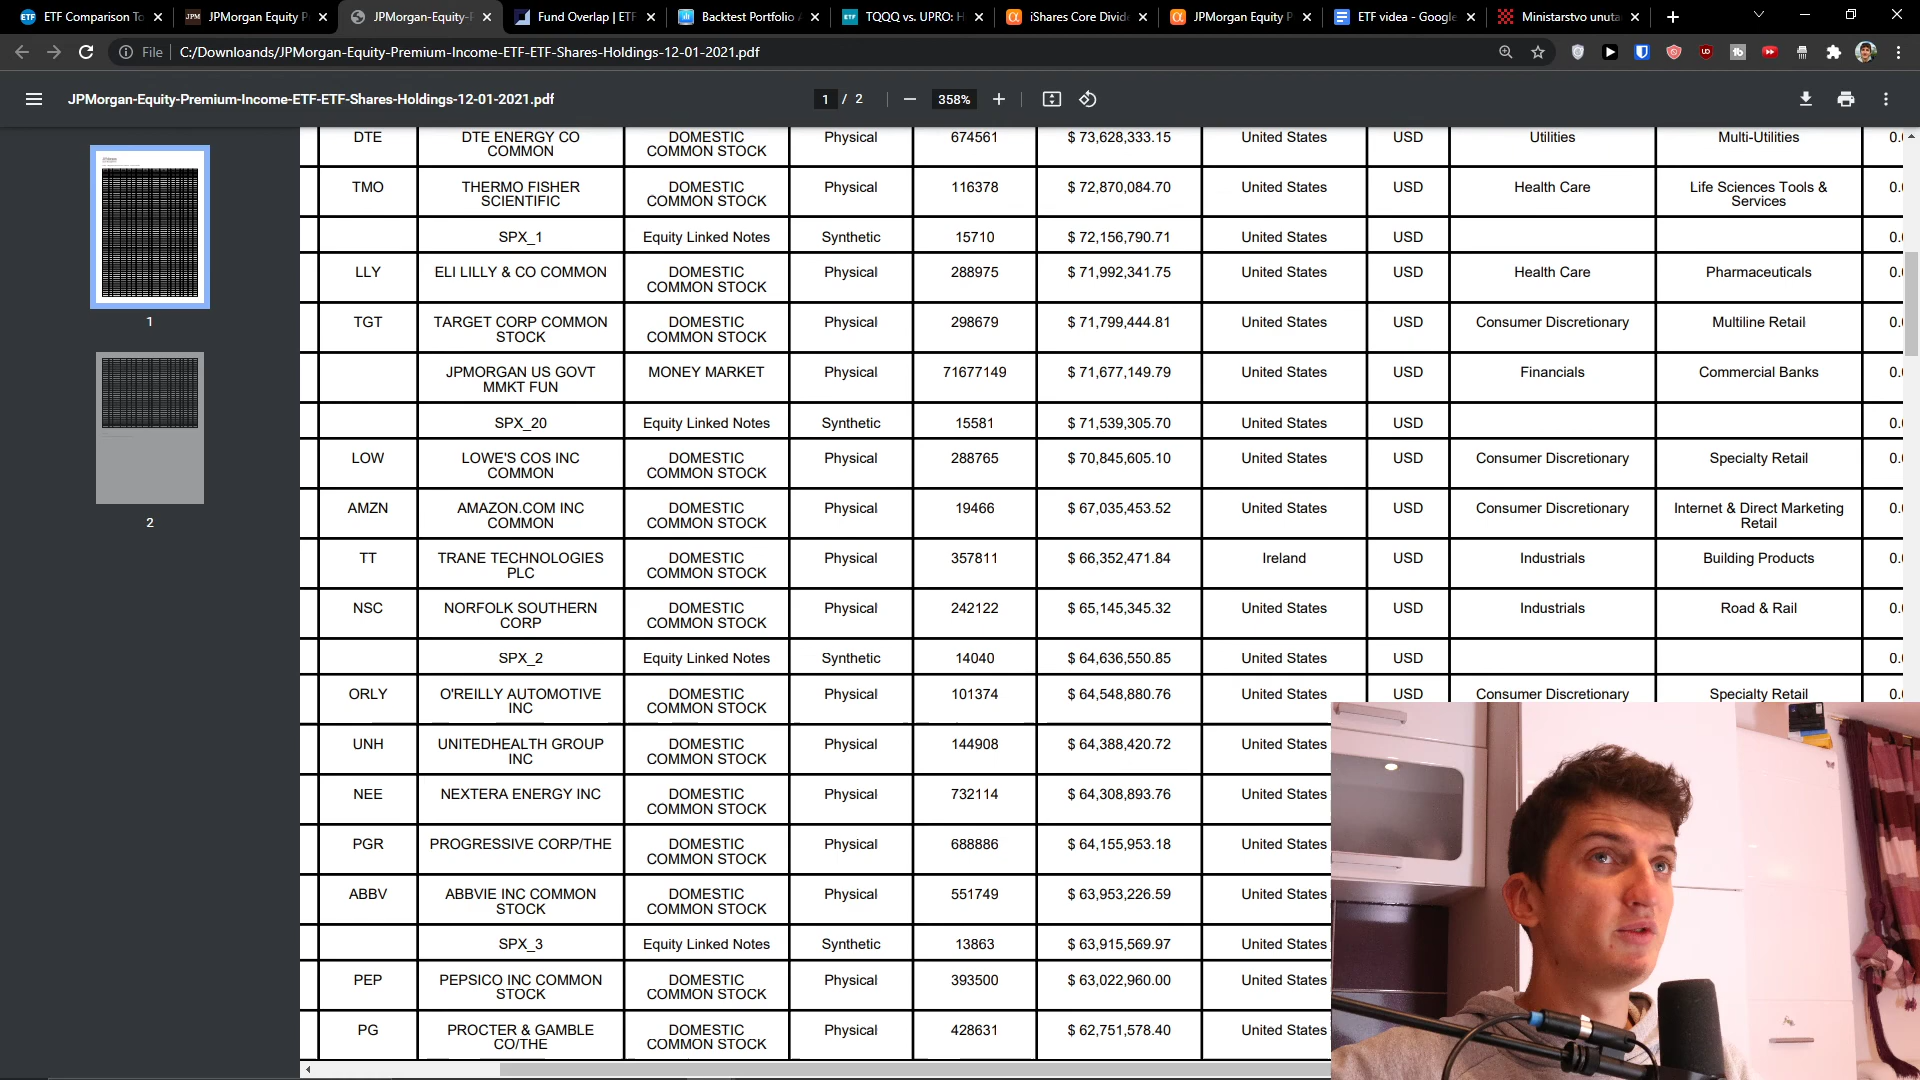 ETF Comparison To
JPMorgan Equity P
JPMorgan-Equity-P
Fund Overlap | ETF
Backtest Portfolio
TQQQ vs. UPRO: H
iShares Core Divid
JPMorgan Equity P
ETF videa - Google
Ministarstvo unuta
File C:/Downloands/JPMorgan-Equity-Premium-Income-ETF-ETF-Shares-Holdings-12-01-2021.pdf
JPMorgan-Equity-Premium-Income-ETF-ETF-Shares-Holdings-12-01-2021.pdf
1 / 2
358%
1
2
DTE DTE ENERGY CO COMMON DOMESTIC COMMON STOCK Physical 674561 $ 73,628,333.15 United States USD Utilities Multi-Utilities
TMO THERMO FISHER SCIENTIFIC DOMESTIC COMMON STOCK Physical 116378 $ 72,870,084.70 United States USD Health Care Life Sciences Tools & Services 0.
SPX_1 Equity Linked Notes Synthetic 15710 $ 72,156,790.71 United States USD 0.
LLY ELI LILLY & CO COMMON DOMESTIC COMMON STOCK Physical 288975 $ 71,992,341.75 United States USD Health Care Pharmaceuticals 0.
TGT TARGET CORP COMMON STOCK DOMESTIC COMMON STOCK Physical 298679 $ 71,799,444.81 United States USD Consumer Discretionary Multiline Retail 0.
JPMORGAN US GOVT MMKT FUN MONEY MARKET Physical 71677149 $ 71,677,149.79 United States USD Financials Commercial Banks 0.
SPX_20 Equity Linked Notes Synthetic 15581 $ 71,539,305.70 United States USD 0.
LOW LOWE'S COS INC COMMON DOMESTIC COMMON STOCK Physical 288765 $ 70,845,605.10 United States USD Consumer Discretionary Specialty Retail 0.
AMZN AMAZON.COM INC COMMON DOMESTIC COMMON STOCK Physical 19466 $ 67,035,453.52 United States USD Consumer Discretionary Internet & Direct Marketing Retail 0.
TT TRANE TECHNOLOGIES PLC DOMESTIC COMMON STOCK Physical 357811 $ 66,352,471.84 Ireland USD Industrials Building Products 0.
NSC NORFOLK SOUTHERN CORP DOMESTIC COMMON STOCK Physical 242122 $ 65,145,345.32 United States USD Industrials Road & Rail 0.
SPX_2 Equity Linked Notes Synthetic 14040 $ 64,636,550.85 United States USD 0.
ORLY O'REILLY AUTOMOTIVE INC DOMESTIC COMMON STOCK Physical 101374 $ 64,548,880.76 United States USD Consumer Discretionary Specialty Retail 0.
UNH UNITEDHEALTH GROUP INC DOMESTIC COMMON STOCK Physical 144908 $ 64,388,420.72 United States
NEE NEXTERA ENERGY INC DOMESTIC COMMON STOCK Physical 732114 $ 64,308,893.76 United States
PGR PROGRESSIVE CORP/THE DOMESTIC COMMON STOCK Physical 688886 $ 64,155,953.18 United States
ABBV ABBVIE INC COMMON STOCK DOMESTIC COMMON STOCK Physical 551749 $ 63,953,226.59 United States
SPX_3 Equity Linked Notes Synthetic 13863 $ 63,915,569.97 United States
PEP PEPSICO INC COMMON STOCK DOMESTIC COMMON STOCK Physical 393500 $ 63,022,960.00 United States
PG PROCTER & GAMBLE CO/THE DOMESTIC COMMON STOCK Physical 428631 $ 62,751,578.40 United States